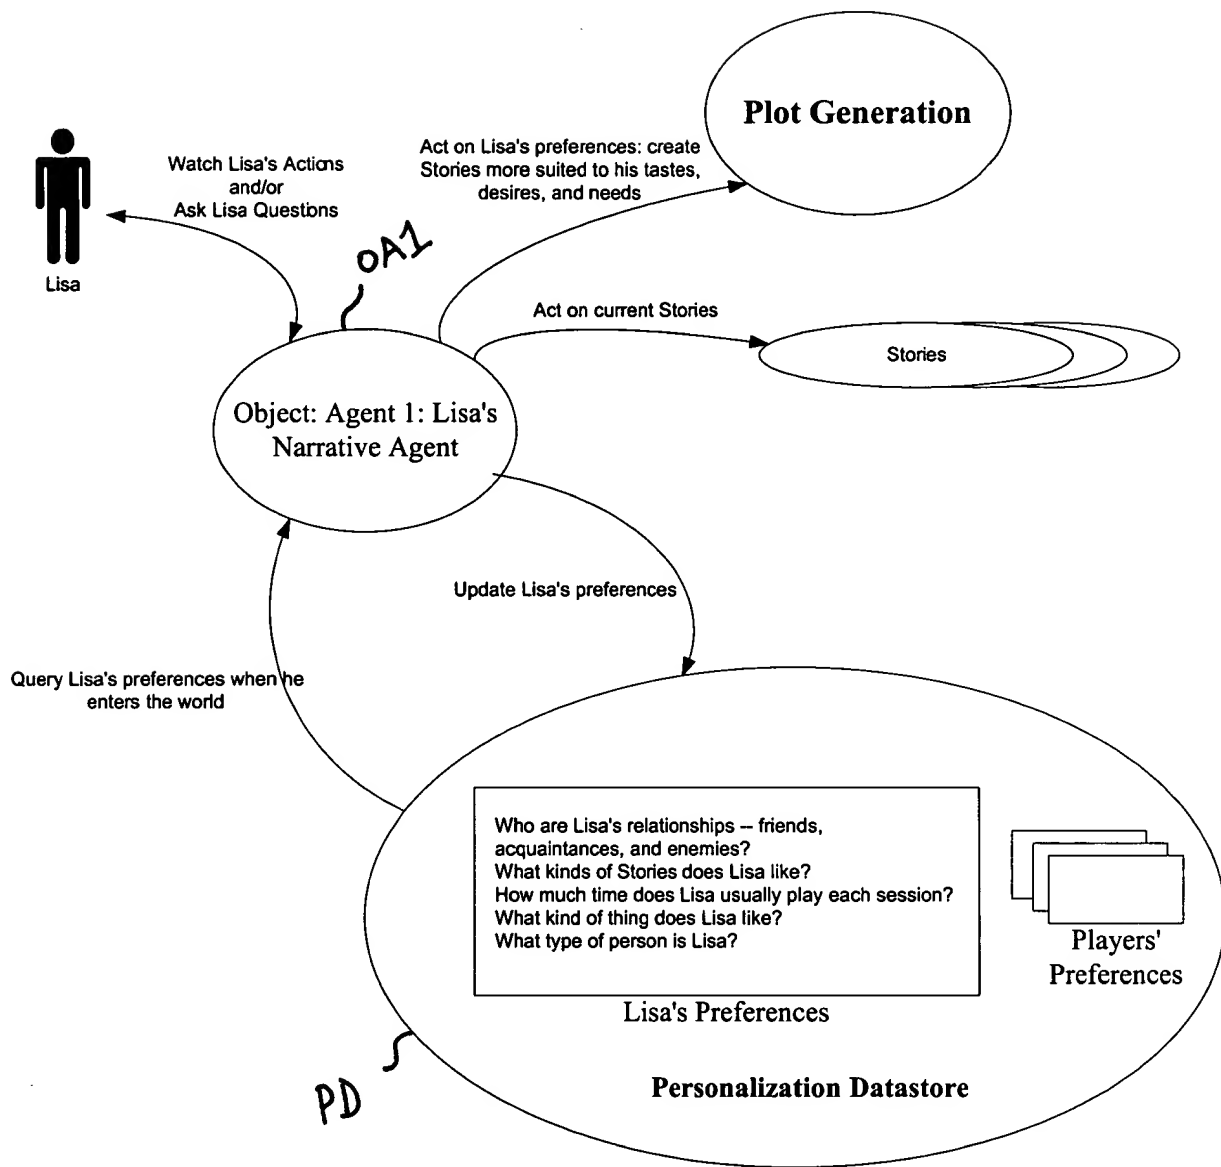 Plot Generation
Act on Lisa's preferences: create
Stories more suited to his tastes,
desires, and needs
Watch Lisa's Actions
and/or
Ask Lisa Questions
Lisa
OA1
Act on current Stories
Stories
Object: Agent 1: Lisa's
Narrative Agent
Update Lisa's preferences
Query Lisa's preferences when he
enters the world
Who are Lisa's relationships – friends,
acquaintances, and enemies?
What kinds of Stories does Lisa like?
How much time does Lisa usually play each session?
What kind of thing does Lisa like?
What type of person is Lisa?
Lisa's Preferences
Players'
Preferences
Personalization Datastore
PD